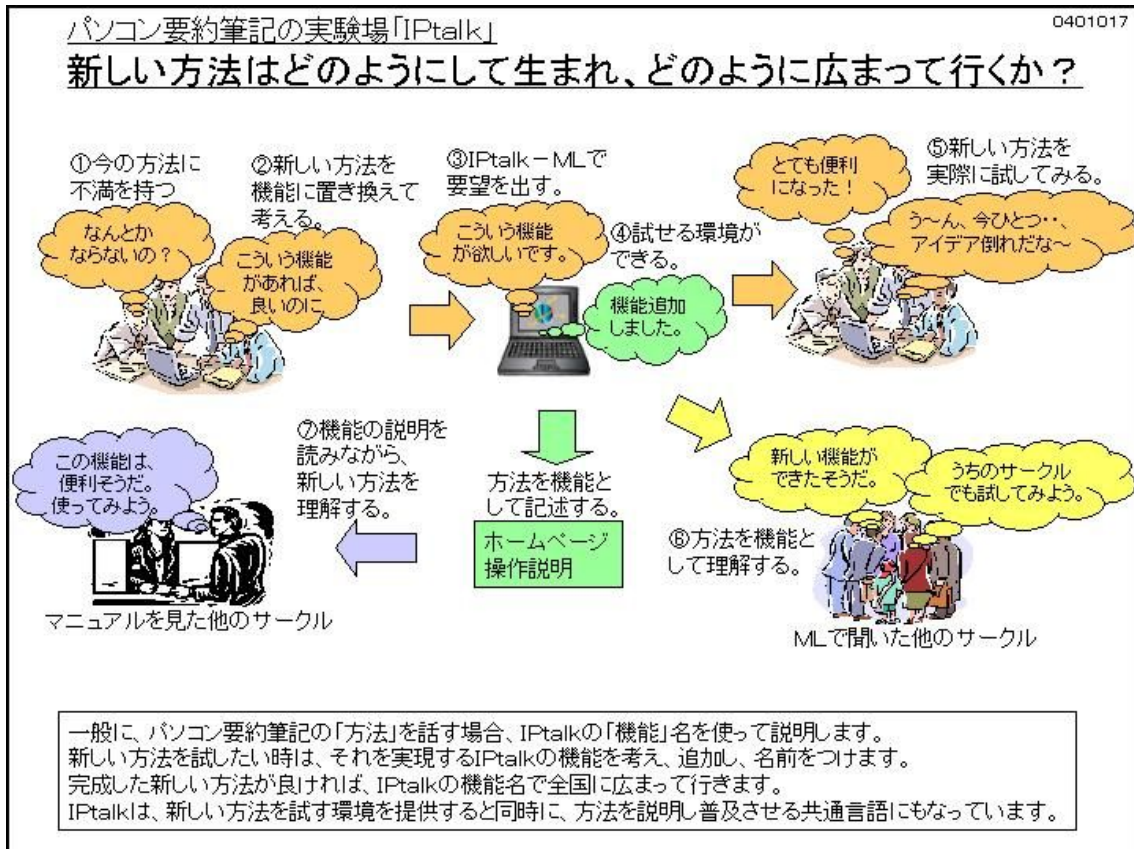 0401017
パソコン要約筆記の実験場「IPtalk」
新しい方法はどのようにして生まれ、どのように広まって行くか？
①今の方法に
不満を持つ
なんとか
ならないの？
②新しい方法を
機能に置き換えて
考える。
こういう機能
があれば、
良いのに
③IPtalk－MLで
要望を出す。
こういう機能
が欲しいです。
④試せる環境が
できる。
機能追加
しました。
とても便利
になった！
⑤新しい方法を
実際に試してみる。
う～ん、今ひとつ・・
アイデア倒れだな～
この機能は、
便利そうだ。
使ってみよう。
マニュアルを見た他のサークル
⑦機能の説明を
読みながら、
新しい方法を
理解する。
方法を機能と
して記述する。
ホームページ
操作説明
⑥方法を機能と
して理解する。
新しい機能が
できたそうだ。
うちのサークル
でも試してみよう。
MLで聞いた他のサークル
一般に、パソコン要約筆記の「方法」を話す場合、IPtalkの「機能」名を使って説明します。
新しい方法を試したい時は、それを実現するIPtalkの機能を考え、追加し、名前をつけます。
完成した新しい方法が良ければ、IPtalkの機能名で全国に広まって行きます。
IPtalkは、新しい方法を試す環境を提供すると同時に、方法を説明し普及させる共通言語にもなっています。